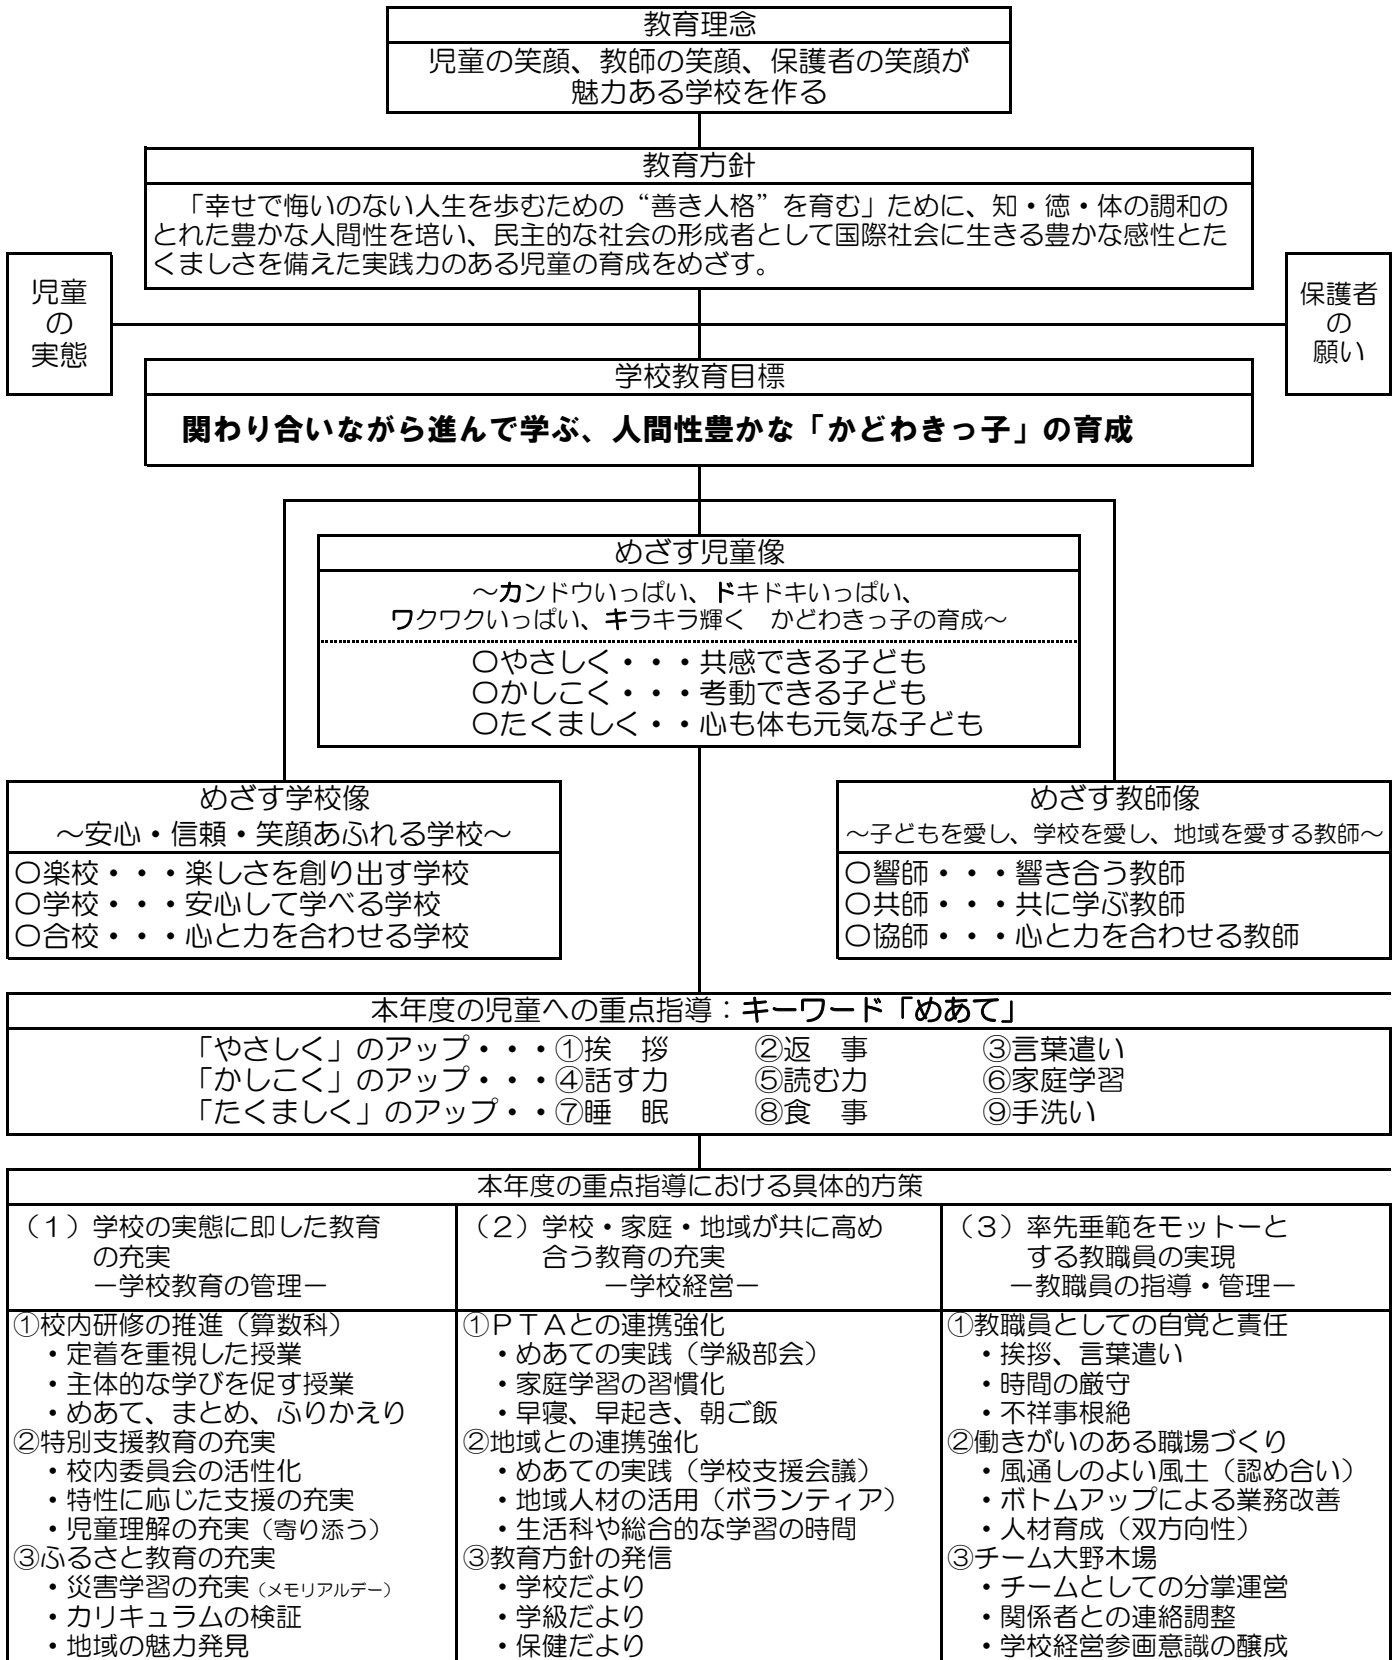 教育理念
児童の笑顔、教師の笑顔、保護者の笑顔が
魅力ある学校を作る
教育方針
「幸せで悔いのない人生を歩むための“善き人格”を育む」ために、知・徳・体の調和の
とれた豊かな人間性を培い、民主的な社会の形成者として国際社会に生きる豊かな感性とた
くましさを備えた実践力のある児童の育成をめざす。
児童
の
実態
保護者
の
願い
学校教育目標
関わり合いながら進んで学ぶ、人間性豊かな「かどわきっ子」の育成
めざす児童像
～カンドウいっぱい、ドキドキいっぱい、
ワクワクいっぱい、キラキラ輝く　かどわきっ子の育成～
○やさしく・・・共感できる子ども
○かしこく・・・考動できる子ども
○たくましく・・心も体も元気な子ども
めざす学校像
～安心・信頼・笑顔あふれる学校～
○楽校・・・楽しさを創り出す学校
○学校・・・安心して学べる学校
○合校・・・心と力を合わせる学校
めざす教師像
～子どもを愛し、学校を愛し、地域を愛する教師～
○響師・・・響き合う教師
○共師・・・共に学ぶ教師
○協師・・・心と力を合わせる教師
本年度の児童への重点指導：キーワード「めあて」
「やさしく」のアップ・・・①挨　拶　　　②返　事　　　　③言葉遣い
「かしこく」のアップ・・・④話す力　　　⑤読む力　　　　⑥家庭学習
「たくましく」のアップ・・⑦睡　眠　　　⑧食　事　　　　⑨手洗い
本年度の重点指導における具体的方策
（１）学校の実態に即した教育
の充実
－学校教育の管理－
①校内研修の推進（算数科）
・定着を重視した授業
・主体的な学びを促す授業
・めあて、まとめ、ふりかえり
②特別支援教育の充実
・校内委員会の活性化
・特性に応じた支援の充実
・児童理解の充実（寄り添う）
③ふるさと教育の充実
・災害学習の充実（メモリアルデー）
・カリキュラムの検証
・地域の魅力発見
（２）学校・家庭・地域が共に高め
合う教育の充実
－学校経営－
①ＰＴＡとの連携強化
・めあての実践（学級部会）
・家庭学習の習慣化
・早寝、早起き、朝ご飯
②地域との連携強化
・めあての実践（学校支援会議）
・地域人材の活用（ボランティア）
・生活科や総合的な学習の時間
③教育方針の発信
・学校だより
・学級だより
・保健だより
（３）率先垂範をモットーと
する教職員の実現
－教職員の指導・管理－
①教職員としての自覚と責任
・挨拶、言葉遣い
・時間の厳守
・不祥事根絶
②働きがいのある職場づくり
・風通しのよい風土（認め合い）
・ボトムアップによる業務改善
・人材育成（双方向性）
③チーム大野木場
・チームとしての分掌運営
・関係者との連絡調整
・学校経営参画意識の醸成